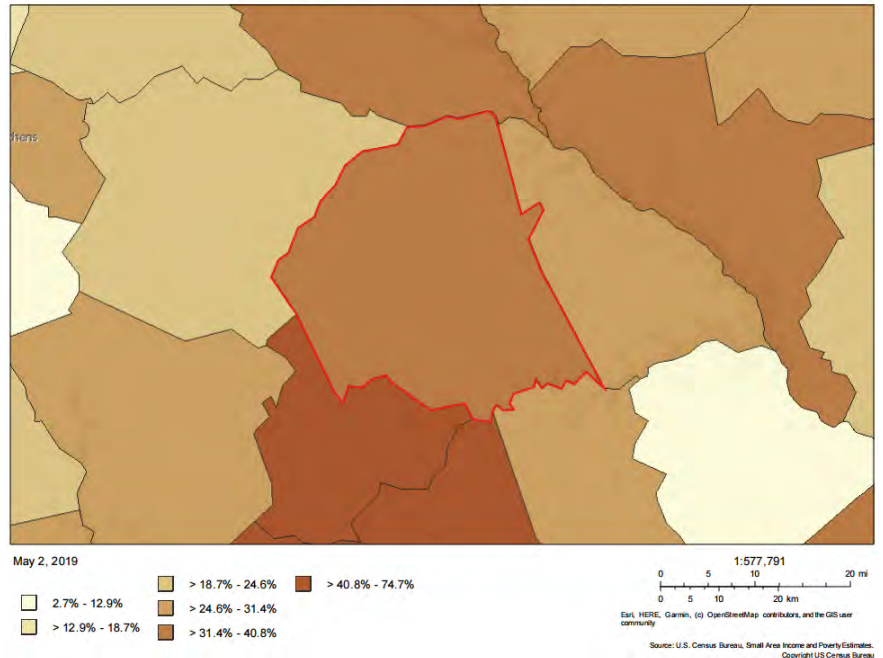 hens
May 2, 2019
2.7% - 12.9%
> 12.9% - 18.7%
> 18.7% - 24.6%
> 24.6% - 31.4%
> 31.4% - 40.8%
> 40.8% - 74.7%
1:577,791
0 5 10 20 mi
0 5 10 20 km
Esri, HERE, Garmin, (c) OpenStreetMap contributors, and the GIS user
community
Source: U.S. Census Bureau, Small Area Income and Poverty Estimates.
Copyright US Census Bureau